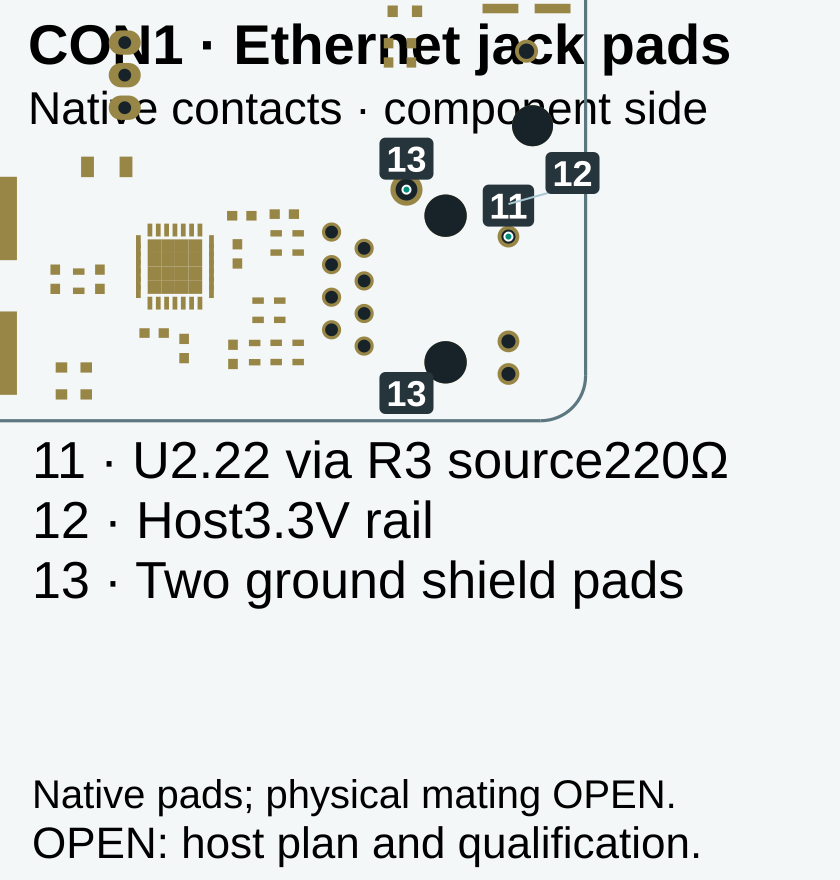 CON1 · Ethernet jack pads
Native contacts · component side
13
12
11
13
11 · U2.22 via R3 source220Ω
12 · Host3.3V rail
13 · Two ground shield pads
Native pads; physical mating OPEN.
OPEN: host plan and qualification.